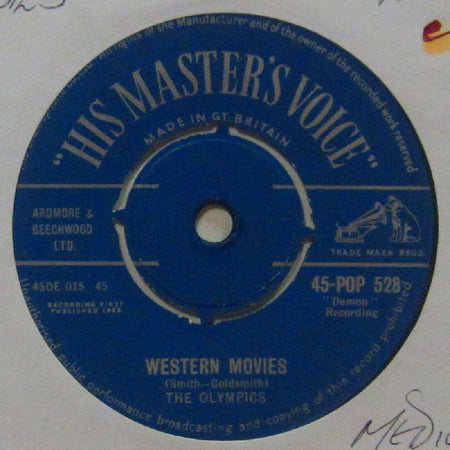 All rights of the Manufacturer and of the owner of the recorded work reserved
"HIS MASTER'S VOICE"
MADE IN GT. BRITAIN
ARDMORE &
BEECHWOOD
LTD.
TRADE MARK REGD.
45DE 015 45
45-POP 528
RECORDING FIRST
PUBLISHED 1958
"Demon"
Recording
WESTERN MOVIES
(Smith—Goldsmith)
THE OLYMPICS
Unauthorised public performance broadcasting and copying of this record prohibited